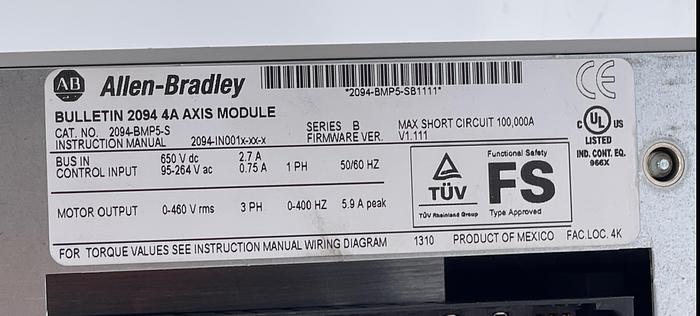 AB Allen-Bradley
*2094-BMP5-SB1111*
CE
BULLETIN 2094 4A AXIS MODULE
CAT. NO. 2094-BMP5-S SERIES B MAX SHORT CIRCUIT 100,000A
INSTRUCTION MANUAL 2094-IN001x-xx-x FIRMWARE VER. V1.111
C UL US
LISTED
IND. CONT. EQ.
966X
BUS IN 650 V dc 2.7 A
CONTROL INPUT 95-264 V ac 0.75 A 1 PH 50/60 HZ
MOTOR OUTPUT 0-460 V rms 3 PH 0-400 HZ 5.9 A peak
TÜV
TÜV Rheinland Group
Functional Safety
FS
Type Approved
FOR TORQUE VALUES SEE INSTRUCTION MANUAL WIRING DIAGRAM 1310 PRODUCT OF MEXICO FAC.LOC. 4K